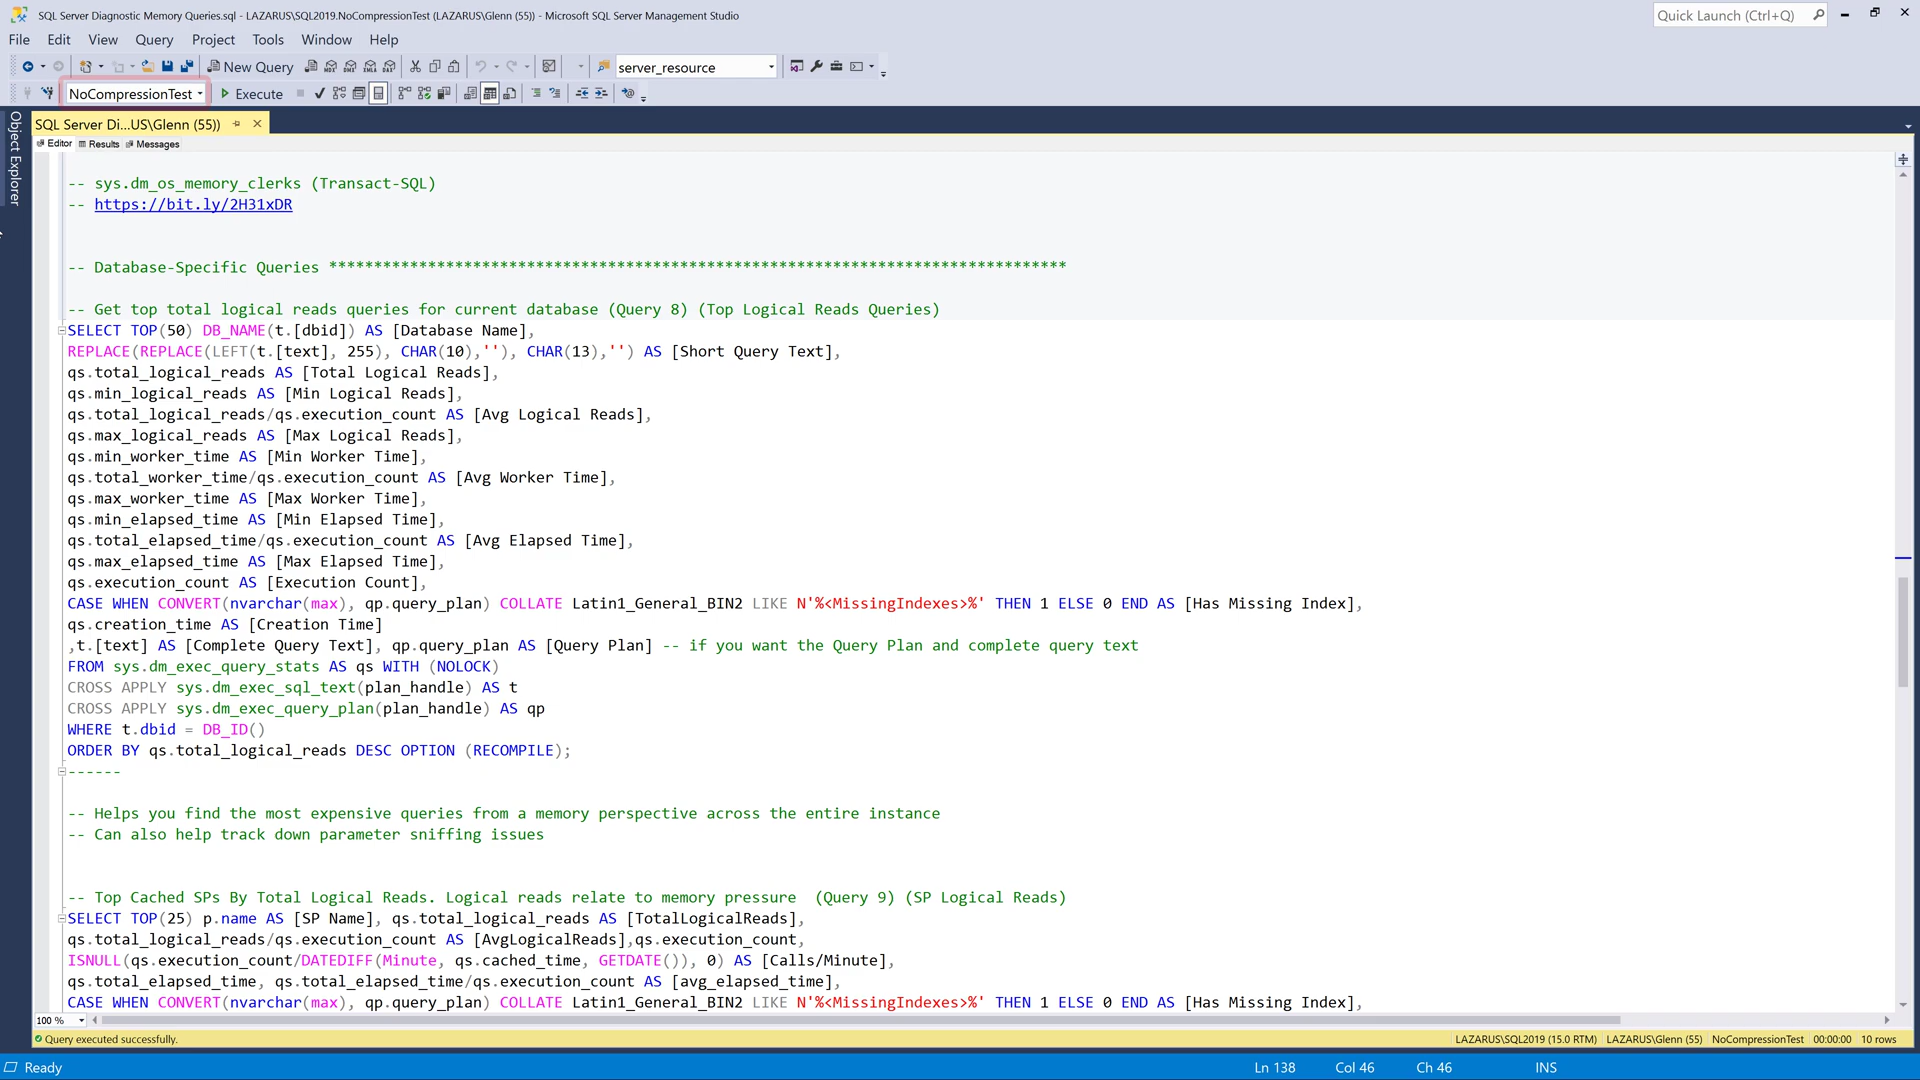 SQL Server Diagnostic Memory Queries.sql - LAZARUS\SQL2019.NoCompressionTest (LAZARUS\Glenn (55)) - Microsoft SQL Server Management Studio
Quick Launch (Ctrl+Q)
File Edit View Query Project Tools Window Help
New Query
server_resource
NoCompressionTest
Execute
Object Explorer
SQL Server Di...US\Glenn (55))
Editor Results Messages
-- sys.dm_os_memory_clerks (Transact-SQL)
-- https://bit.ly/2H31xDR
-- Database-Specific Queries **********************************************************************************
-- Get top total logical reads queries for current database (Query 8) (Top Logical Reads Queries)
SELECT TOP(50) DB_NAME(t.[dbid]) AS [Database Name],
REPLACE(REPLACE(LEFT(t.[text], 255), CHAR(10),''), CHAR(13),'') AS [Short Query Text],
qs.total_logical_reads AS [Total Logical Reads],
qs.min_logical_reads AS [Min Logical Reads],
qs.total_logical_reads/qs.execution_count AS [Avg Logical Reads],
qs.max_logical_reads AS [Max Logical Reads],
qs.min_worker_time AS [Min Worker Time],
qs.total_worker_time/qs.execution_count AS [Avg Worker Time],
qs.max_worker_time AS [Max Worker Time],
qs.min_elapsed_time AS [Min Elapsed Time],
qs.total_elapsed_time/qs.execution_count AS [Avg Elapsed Time],
qs.max_elapsed_time AS [Max Elapsed Time],
qs.execution_count AS [Execution Count],
CASE WHEN CONVERT(nvarchar(max), qp.query_plan) COLLATE Latin1_General_BIN2 LIKE N'%<MissingIndexes>%' THEN 1 ELSE 0 END AS [Has Missing Index],
qs.creation_time AS [Creation Time]
,t.[text] AS [Complete Query Text], qp.query_plan AS [Query Plan] -- if you want the Query Plan and complete query text
FROM sys.dm_exec_query_stats AS qs WITH (NOLOCK)
CROSS APPLY sys.dm_exec_sql_text(plan_handle) AS t
CROSS APPLY sys.dm_exec_query_plan(plan_handle) AS qp
WHERE t.dbid = DB_ID()
ORDER BY qs.total_logical_reads DESC OPTION (RECOMPILE);
------
-- Helps you find the most expensive queries from a memory perspective across the entire instance
-- Can also help track down parameter sniffing issues
-- Top Cached SPs By Total Logical Reads. Logical reads relate to memory pressure  (Query 9) (SP Logical Reads)
SELECT TOP(25) p.name AS [SP Name], qs.total_logical_reads AS [TotalLogicalReads],
qs.total_logical_reads/qs.execution_count AS [AvgLogicalReads],qs.execution_count,
ISNULL(qs.execution_count/DATEDIFF(Minute, qs.cached_time, GETDATE()), 0) AS [Calls/Minute],
qs.total_elapsed_time, qs.total_elapsed_time/qs.execution_count AS [avg_elapsed_time],
CASE WHEN CONVERT(nvarchar(max), qp.query_plan) COLLATE Latin1_General_BIN2 LIKE N'%<MissingIndexes>%' THEN 1 ELSE 0 END AS [Has Missing Index],
100 %
Query executed successfully.
LAZARUS\SQL2019 (15.0 RTM) LAZARUS\Glenn (55) NoCompressionTest 00:00:00 10 rows
Ready
Ln 138 Col 46 Ch 46 INS